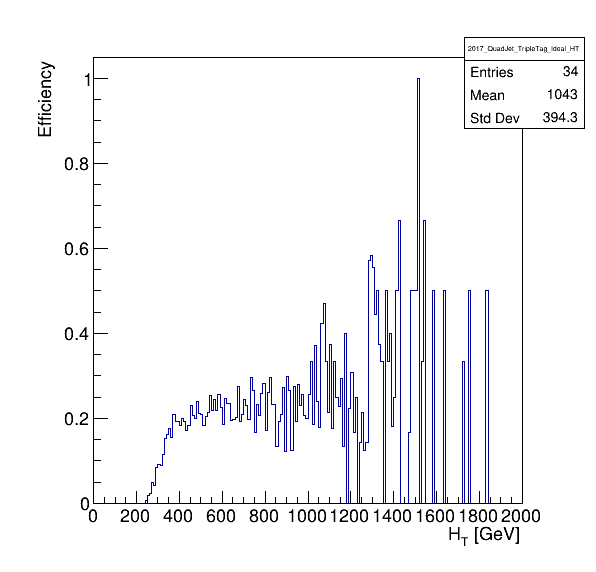 2017_QuadJet_TripleTag_Ideal_HT
Entries 34
Mean 1043
Std Dev 394.3
Efficiency
1
0.8
0.6
0.4
0.2
0
0 200 400 600 800 1000 1200 1400 1600 1800 2000
H_T [GeV]